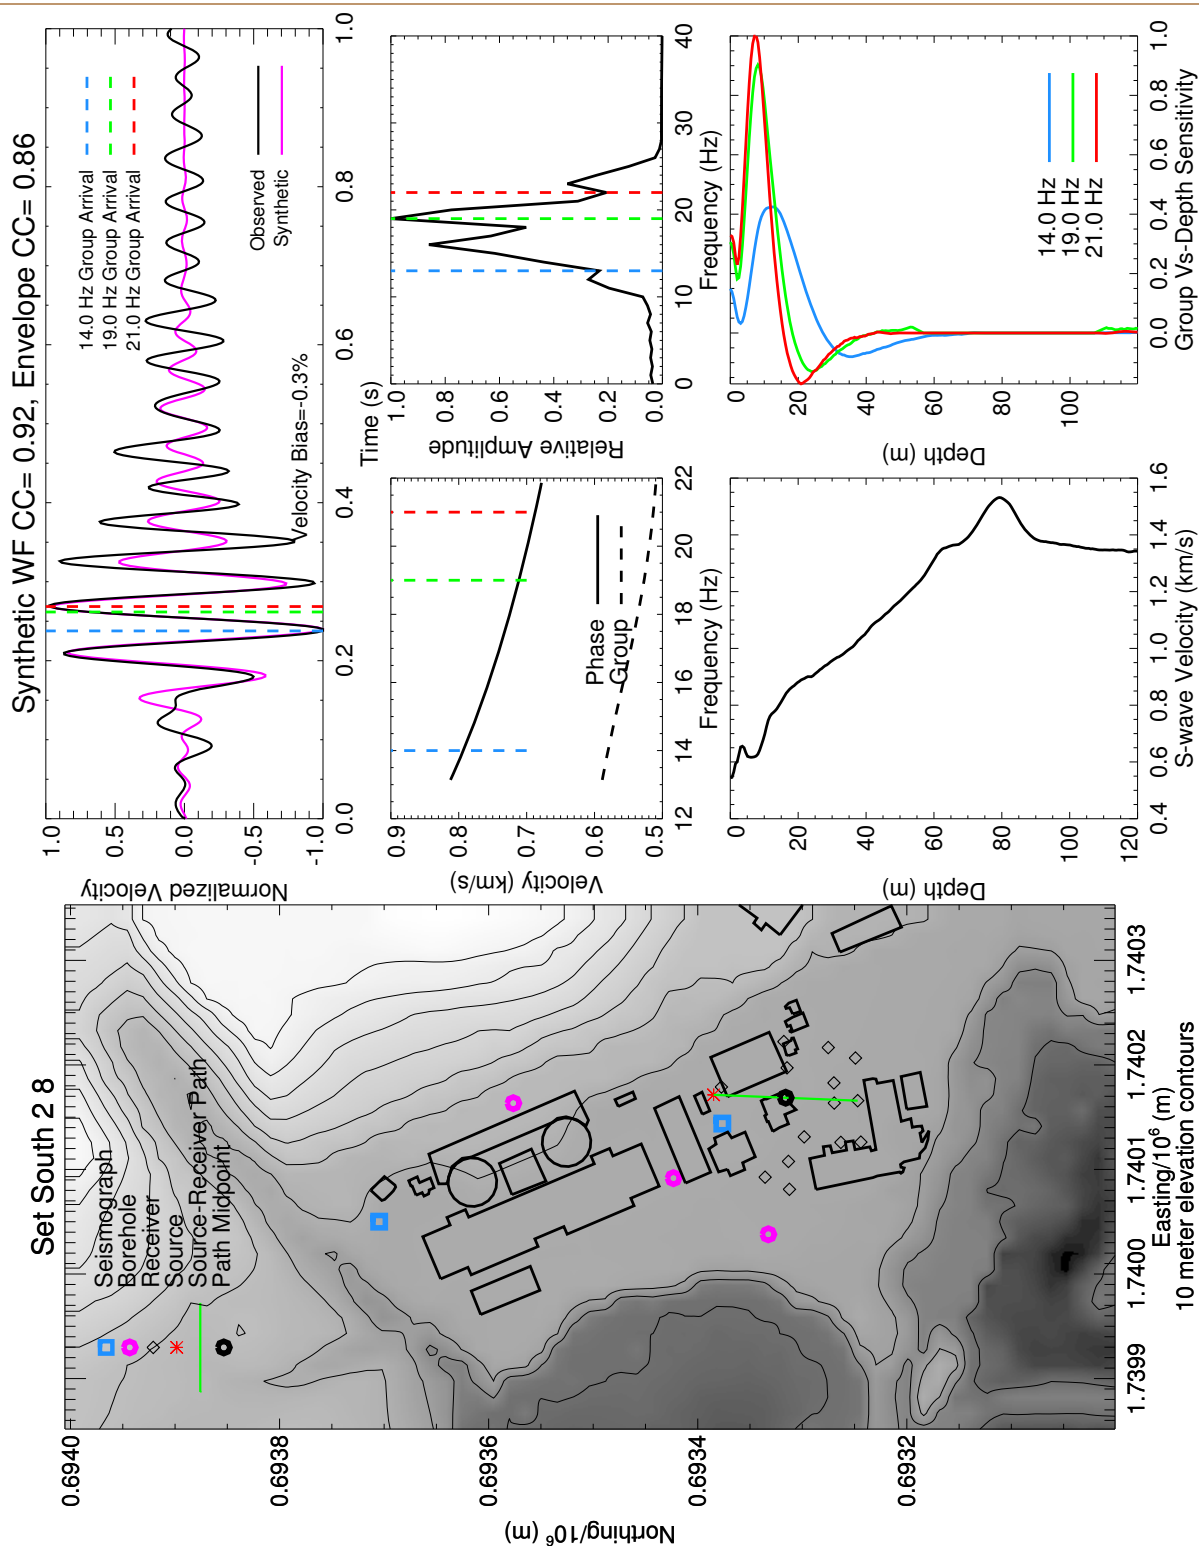 Set South 2 8
Seismograph
Borehole
Receiver
Source
Source-Receiver Path
Path Midpoint
0.6940
0.6938
0.6936
0.6934
0.6932
Northing/10⁶ (m)
1.7399
1.7400
1.7401
1.7402
1.7403
Easting/10⁶ (m)
10 meter elevation contours
Synthetic WF CC= 0.92, Envelope CC= 0.86
1.0
0.5
0.0
-0.5
-1.0
Normalized Velocity
14.0 Hz Group Arrival
19.0 Hz Group Arrival
21.0 Hz Group Arrival
Observed
Synthetic
Velocity Bias=-0.3%
0.0
0.2
0.4
0.6
0.8
1.0
Time (s)
0.9
0.8
0.7
0.6
0.5
Velocity (km/s)
Phase
Group
12
14
16
18
20
22
Frequency (Hz)
1.0
0.8
0.6
0.4
0.2
0.0
Relative Amplitude
0
10
20
30
40
Frequency (Hz)
0
20
40
60
80
100
120
Depth (m)
0.4
0.6
0.8
1.0
1.2
1.4
1.6
S-wave Velocity (km/s)
0
20
40
60
80
100
Depth (m)
14.0 Hz
19.0 Hz
21.0 Hz
0.0
0.2
0.4
0.6
0.8
1.0
Group Vs-Depth Sensitivity